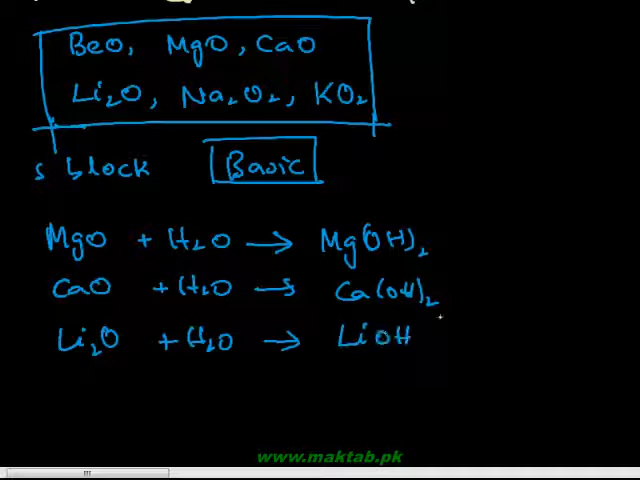 BeO, MgO, CaO
Li₂O, Na₂O₂, KO₂
s block Basic
MgO + H₂O → Mg(OH)₂
CaO + H₂O → Ca(OH)₂
Li₂O + H₂O → LiOH
www.maktab.pk